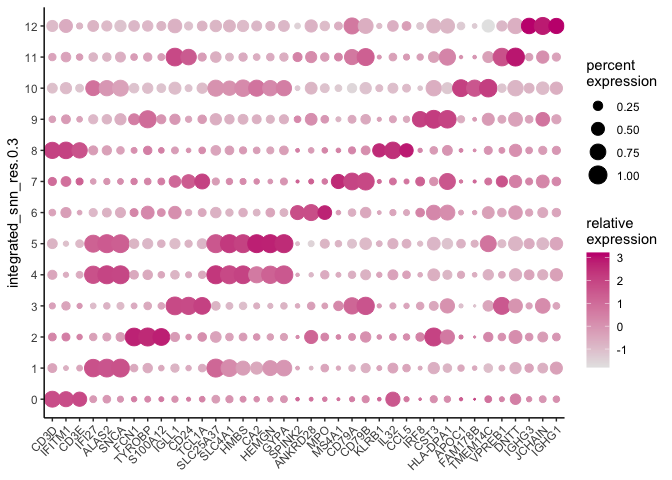 integrated_snn_res.0.3
12
11
10
9
8
7
6
5
4
3
2
1
0
CD3D
IFITM1
CD3E
IFI27
ALAS2
SNCA
FCN1
TYROBP
S100A12
IGLL1
CD24
TCL1A
SLC25A37
SLC4A1
HMBS
CA2
HEMGN
GYPA
SPINK2
ANKRD28
MPO
MS4A1
CD79A
CD79B
KLRB1
IL32
CCL5
IRF8
CST3
HLA-DPA1
APOC1
FAM178B
TMEM14C
VPREB1
DNTT
IGHG3
JCHAIN
IGHG1
percent
expression
0.25
0.50
0.75
1.00
relative
expression
3
2
1
0
-1